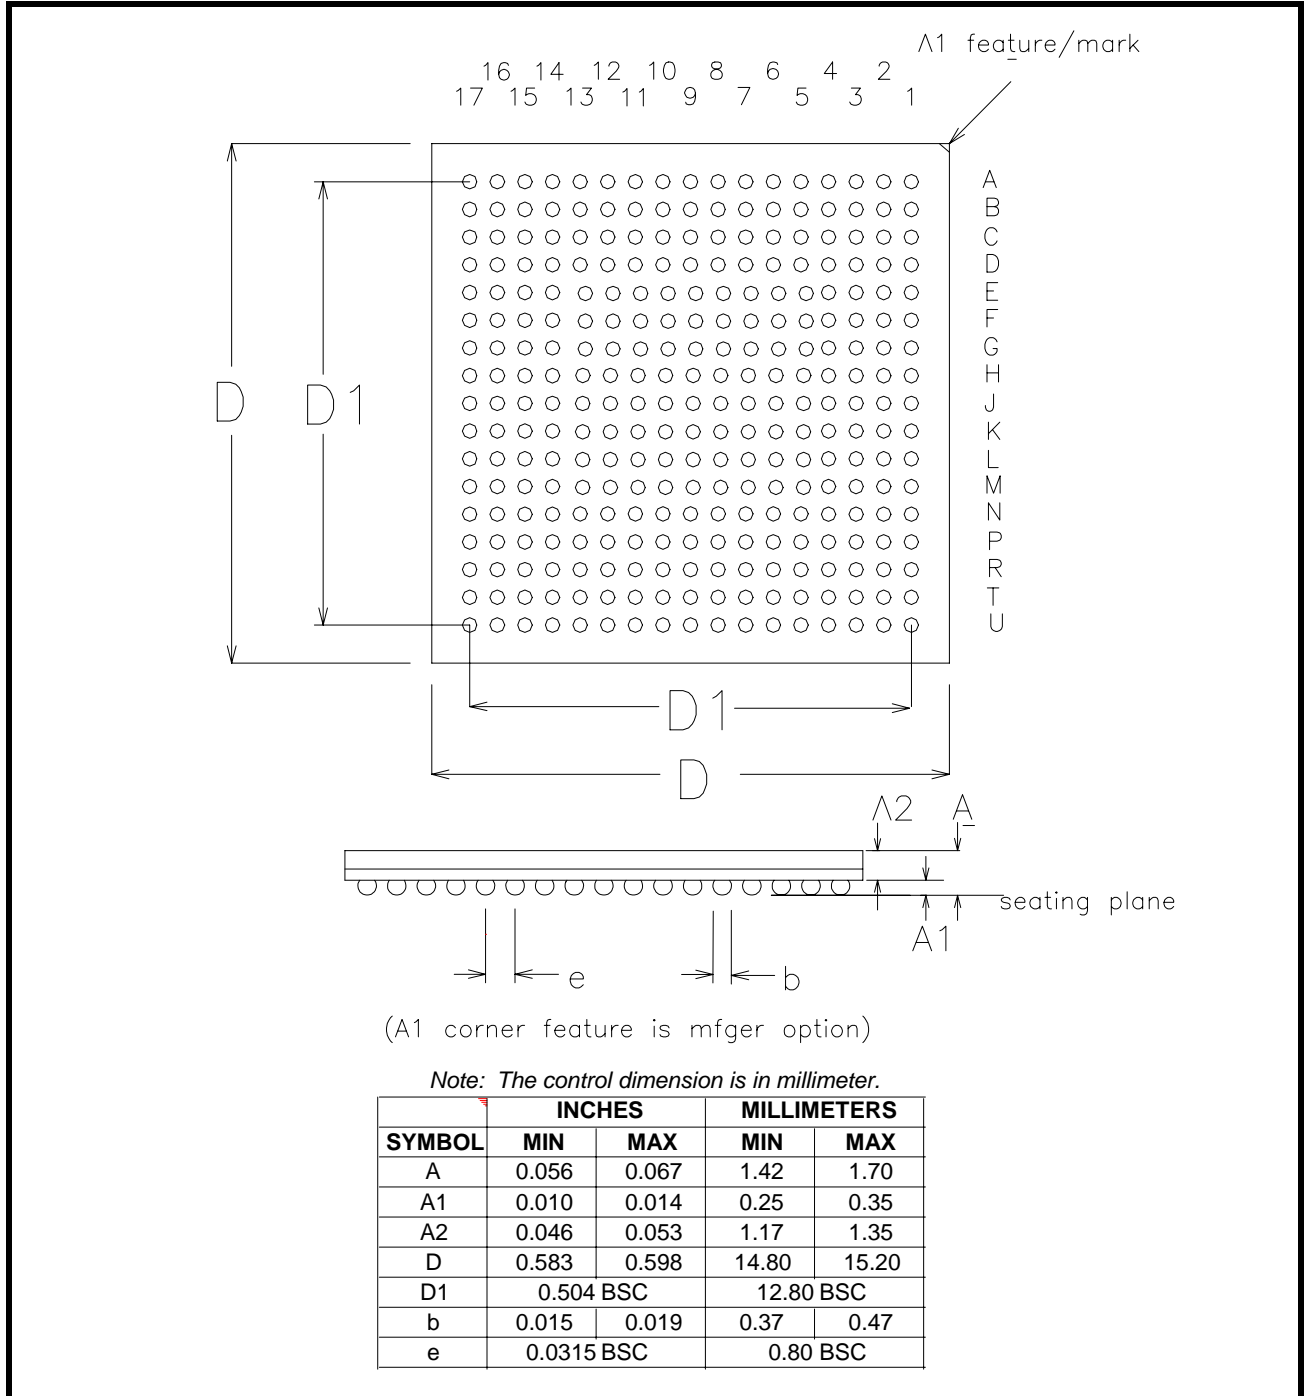 Λ1 feature/mark
16 14 12 10 8 6 4 2
17 15 13 11 9 7 5 3 1
A
B
C
D
E
F
G
H
J
K
L
M
N
P
R
T
U
D
D1
D1
D
Λ2 A
seating plane
A1
e
b
(A1 corner feature is mfger option)
Note: The control dimension is in millimeter.
INCHES MILLIMETERS
SYMBOL MIN MAX MIN MAX
A 0.056 0.067 1.42 1.70
A1 0.010 0.014 0.25 0.35
A2 0.046 0.053 1.17 1.35
D 0.583 0.598 14.80 15.20
D1 0.504 BSC 12.80 BSC
b 0.015 0.019 0.37 0.47
e 0.0315 BSC 0.80 BSC